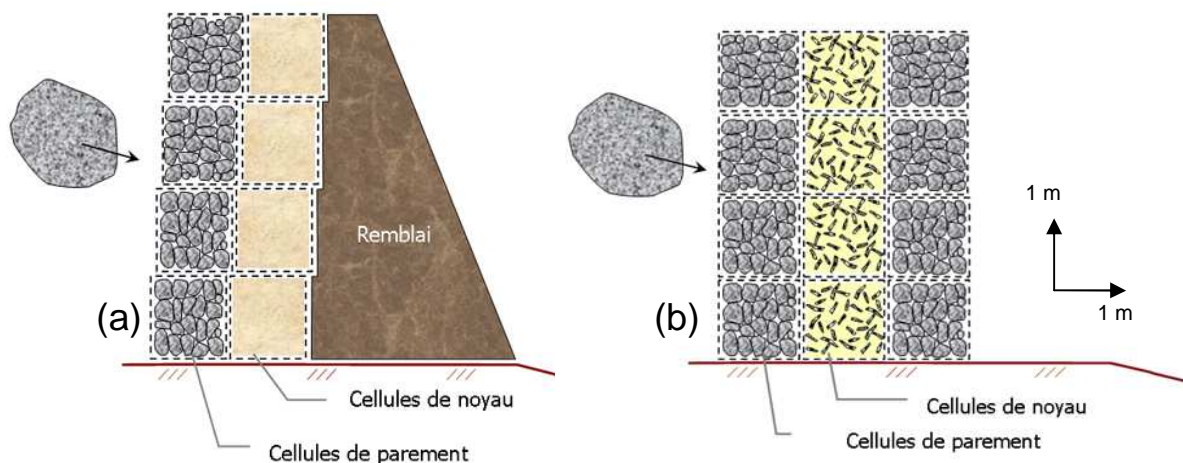 Remblai
(a)
Cellules de noyau
Cellules de parement
1 m
1 m
(b)
Cellules de noyau
Cellules de parement